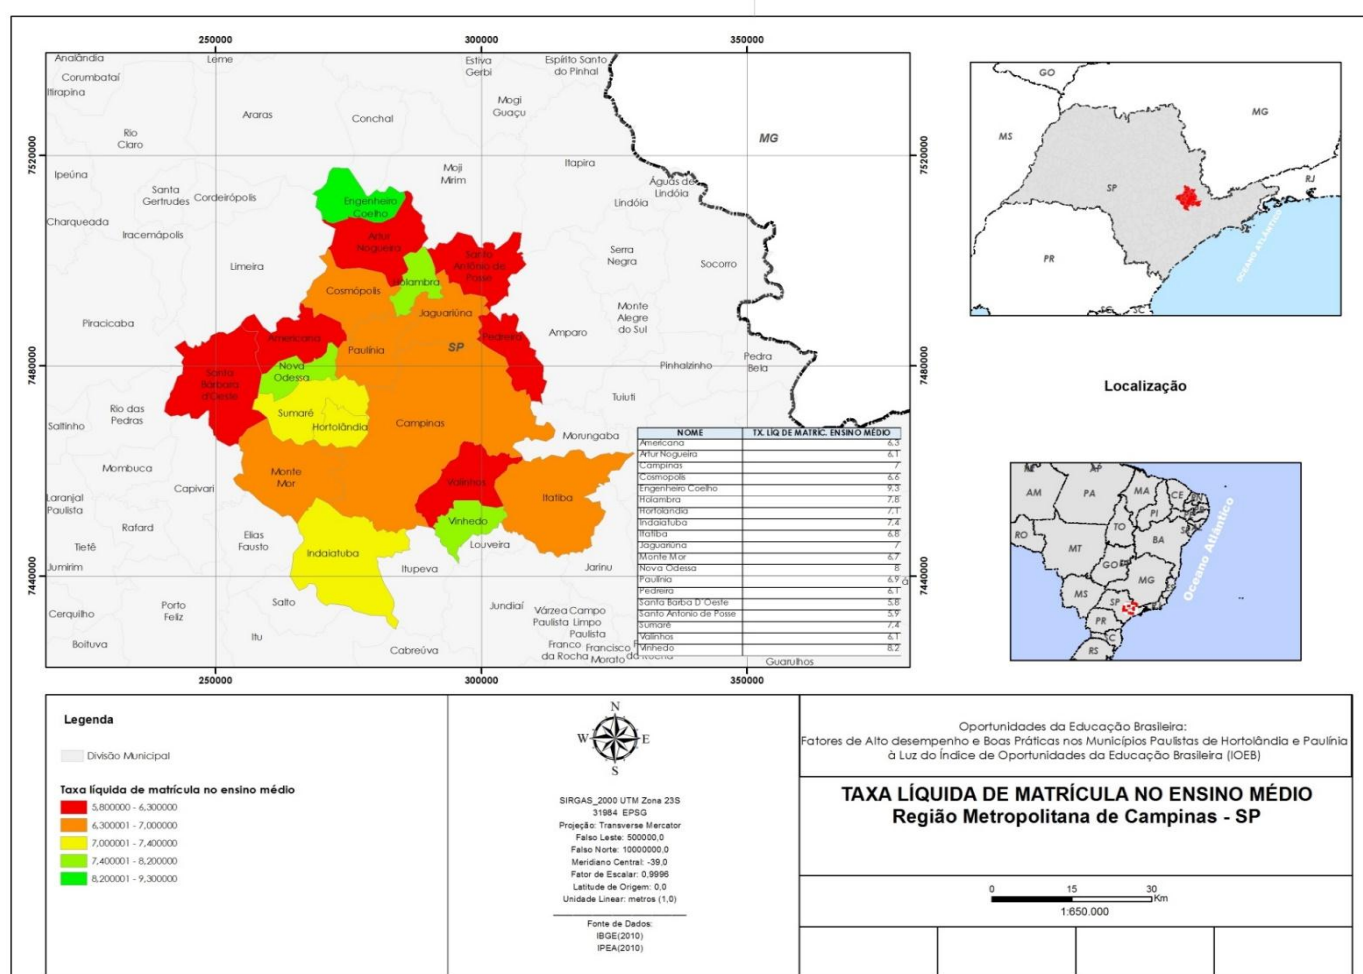 250000
300000
350000
Analândia
Leme
Estiva
Gerbi
Espírito Santo
do Pinhal
Corumbataí
Itirapina
Mogi
Guaçu
Araras
Conchal
Rio
Claro
MG
7520000
7520000
Itapira
Moji
Mirim
Ipeúna
Santa
Gertrudes
Cordeirópolis
Águas de
Lindóia
Engenheiro
Coelho
Lindóia
Charqueada
Iracemápolis
Artur
Nogueira
Serra
Negra
Limeira
Santo
Antônio de
Posse
Socorro
Cosmópolis
Holambra
Jaguariúna
Monte
Alegre
do Sul
Piracicaba
Americana
Pedreira
Amparo
Paulínia
SP
Pedra
Bela
7480000
7480000
Nova
Odessa
Pinhalzinho
Santa
Bárbara
d'Oeste
Tuiuti
Rio das
Pedras
Sumaré
Saltinho
Hortolândia
Campinas
Morungaba
Mombuca
Monte
Mor
Valinhos
Capivari
Itatiba
Laranjal
Paulista
Rafard
Elias
Fausto
Vinhedo
Tietê
Indaiatuba
Louveira
Jumirim
Itupeva
Jarinu
7440000
7440000
Salto
Porto
Feliz
Cerquilho
Jundiaí
Várzea
Paulista
Campo
Limpo
Paulista
Itu
Boituva
Cabreúva
Franco
da Rocha
Francisco
Morato
Guarulhos
250000
300000
350000
NOME TX. LIQ DE MATRIC. ENSINO MÉDIO
Americana 6,3
Artur Nogueira 6,1
Campinas 7
Cosmopolis 6,6
Engenheiro Coelho 9,3
Holambra 7,8
Hortolandia 7,1
Indaiatuba 7,4
Itatiba 6,8
Jaguariúna 7
Monte Mor 6,7
Nova Odessa 8
Paulínia 6,9
Pedreira 6,1
Santa Barba D´Oeste 5,8
Santo Antonio de Posse 5,9
Sumaré 7,4
Valinhos 6,1
Vinhedo 8,2
GO
MG
MS
SP
RJ
PR
SC
OCEANO ATLÂNTICO
Localização
AP
AM
PA
MA
CE
PI
TO
RO
MT
BA
GO
MG
MS
SP
PR
SC
RS
Oceano Atlântico
Legenda
Divisão Municipal
Taxa líquida de matrícula no ensino médio
5,800000 - 6,300000
6,300001 - 7,000000
7,000001 - 7,400000
7,400001 - 8,200000
8,200001 - 9,300000
N
W E
S
SIRGAS_2000 UTM Zona 23S
31984 EPSG
Projeção: Transverse Mercator
Falso Leste: 500000,0
Falso Norte: 10000000,0
Meridiano Central: -39,0
Fator de Escalar: 0,9996
Latitude de Origem: 0,0
Unidade Linear: metros (1,0)
Fonte de Dados:
IBGE(2010)
IPEA(2010)
Oportunidades da Educação Brasileira:
Fatores de Alto desempenho e Boas Práticas nos Municípios Paulistas de Hortolândia e Paulínia
à Luz do Índice de Oportunidades da Educação Brasileira (IOEB)
TAXA LÍQUIDA DE MATRÍCULA NO ENSINO MÉDIO
Região Metropolitana de Campinas - SP
0 15 30
Km
1:650.000